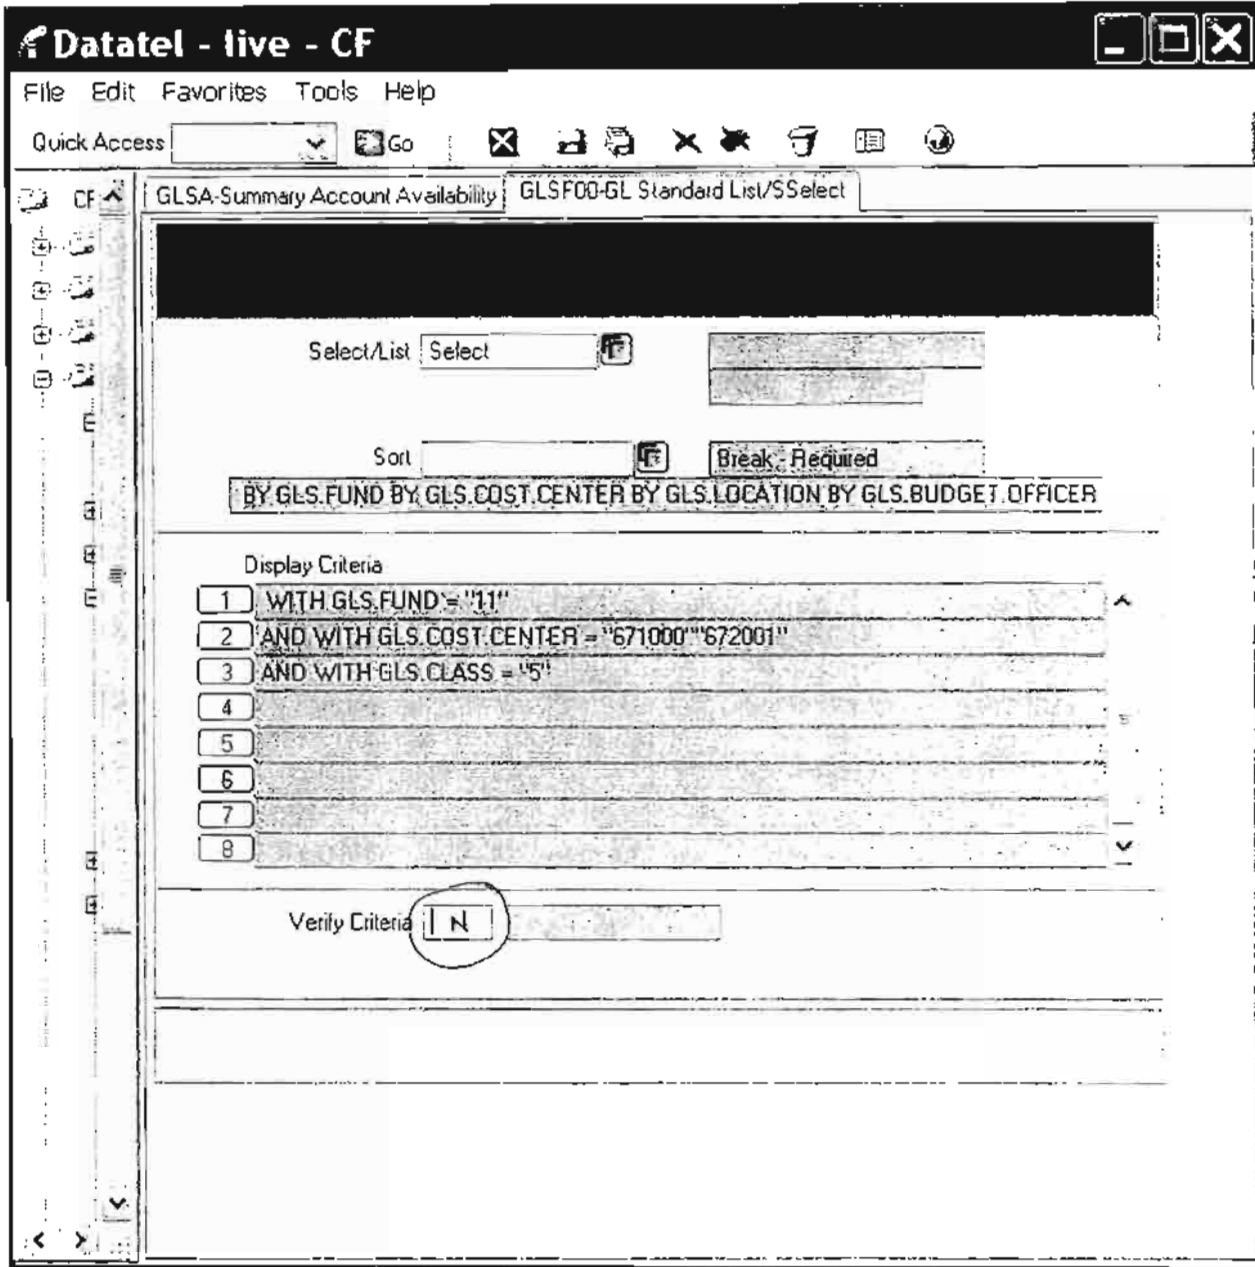 Datatel - live - CF
File Edit Favorites Tools Help
Quick Access Go
CF
GLSA-Summary Account Availability GLSF00-GL Standard List/SSelect
Select/List Select
Sort Break - Required
BY GLS.FUND BY GLS.COST.CENTER BY GLS.LOCATION BY GLS.BUDGET.OFFICER
Display Criteria
1 WITH GLS.FUND = "11"
2 AND WITH GLS.COST.CENTER = "671000""672001"
3 AND WITH GLS.CLASS = "5"
4
5
6
7
8
Verify Criteria N